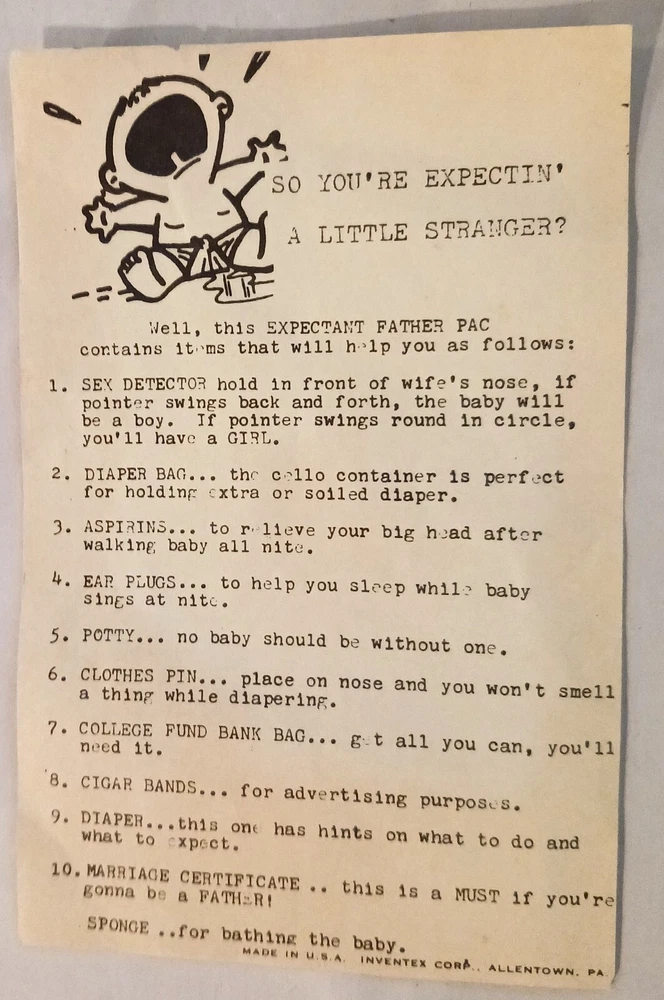 SO YOU'RE EXPECTIN'
A LITTLE STRANGER?
Well, this EXPECTANT FATHER PAC
contains items that will help you as follows:
1. SEX DETECTOR hold in front of wife's nose, if
pointer swings back and forth, the baby will
be a boy. If pointer swings round in circle,
you'll have a GIRL.
2. DIAPER BAG... the cello container is perfect
for holding extra or soiled diaper.
3. ASPIRINS... to relieve your big head after
walking baby all nite.
4. EAR PLUGS... to help you sleep while baby
sings at nite.
5. POTTY... no baby should be without one.
6. CLOTHES PIN... place on nose and you won't smell
a thing while diapering.
7. COLLEGE FUND BANK BAG... get all you can, you'll
need it.
8. CIGAR BANDS... for advertising purposes.
9. DIAPER...this one has hints on what to do and
what to expect.
10. MARRIAGE CERTIFICATE .. this is a MUST if you're
gonna be a FATHER!
SPONGE ..for bathing the baby.
MADE IN U.S.A. INVENTEX CORP., ALLENTOWN, PA.